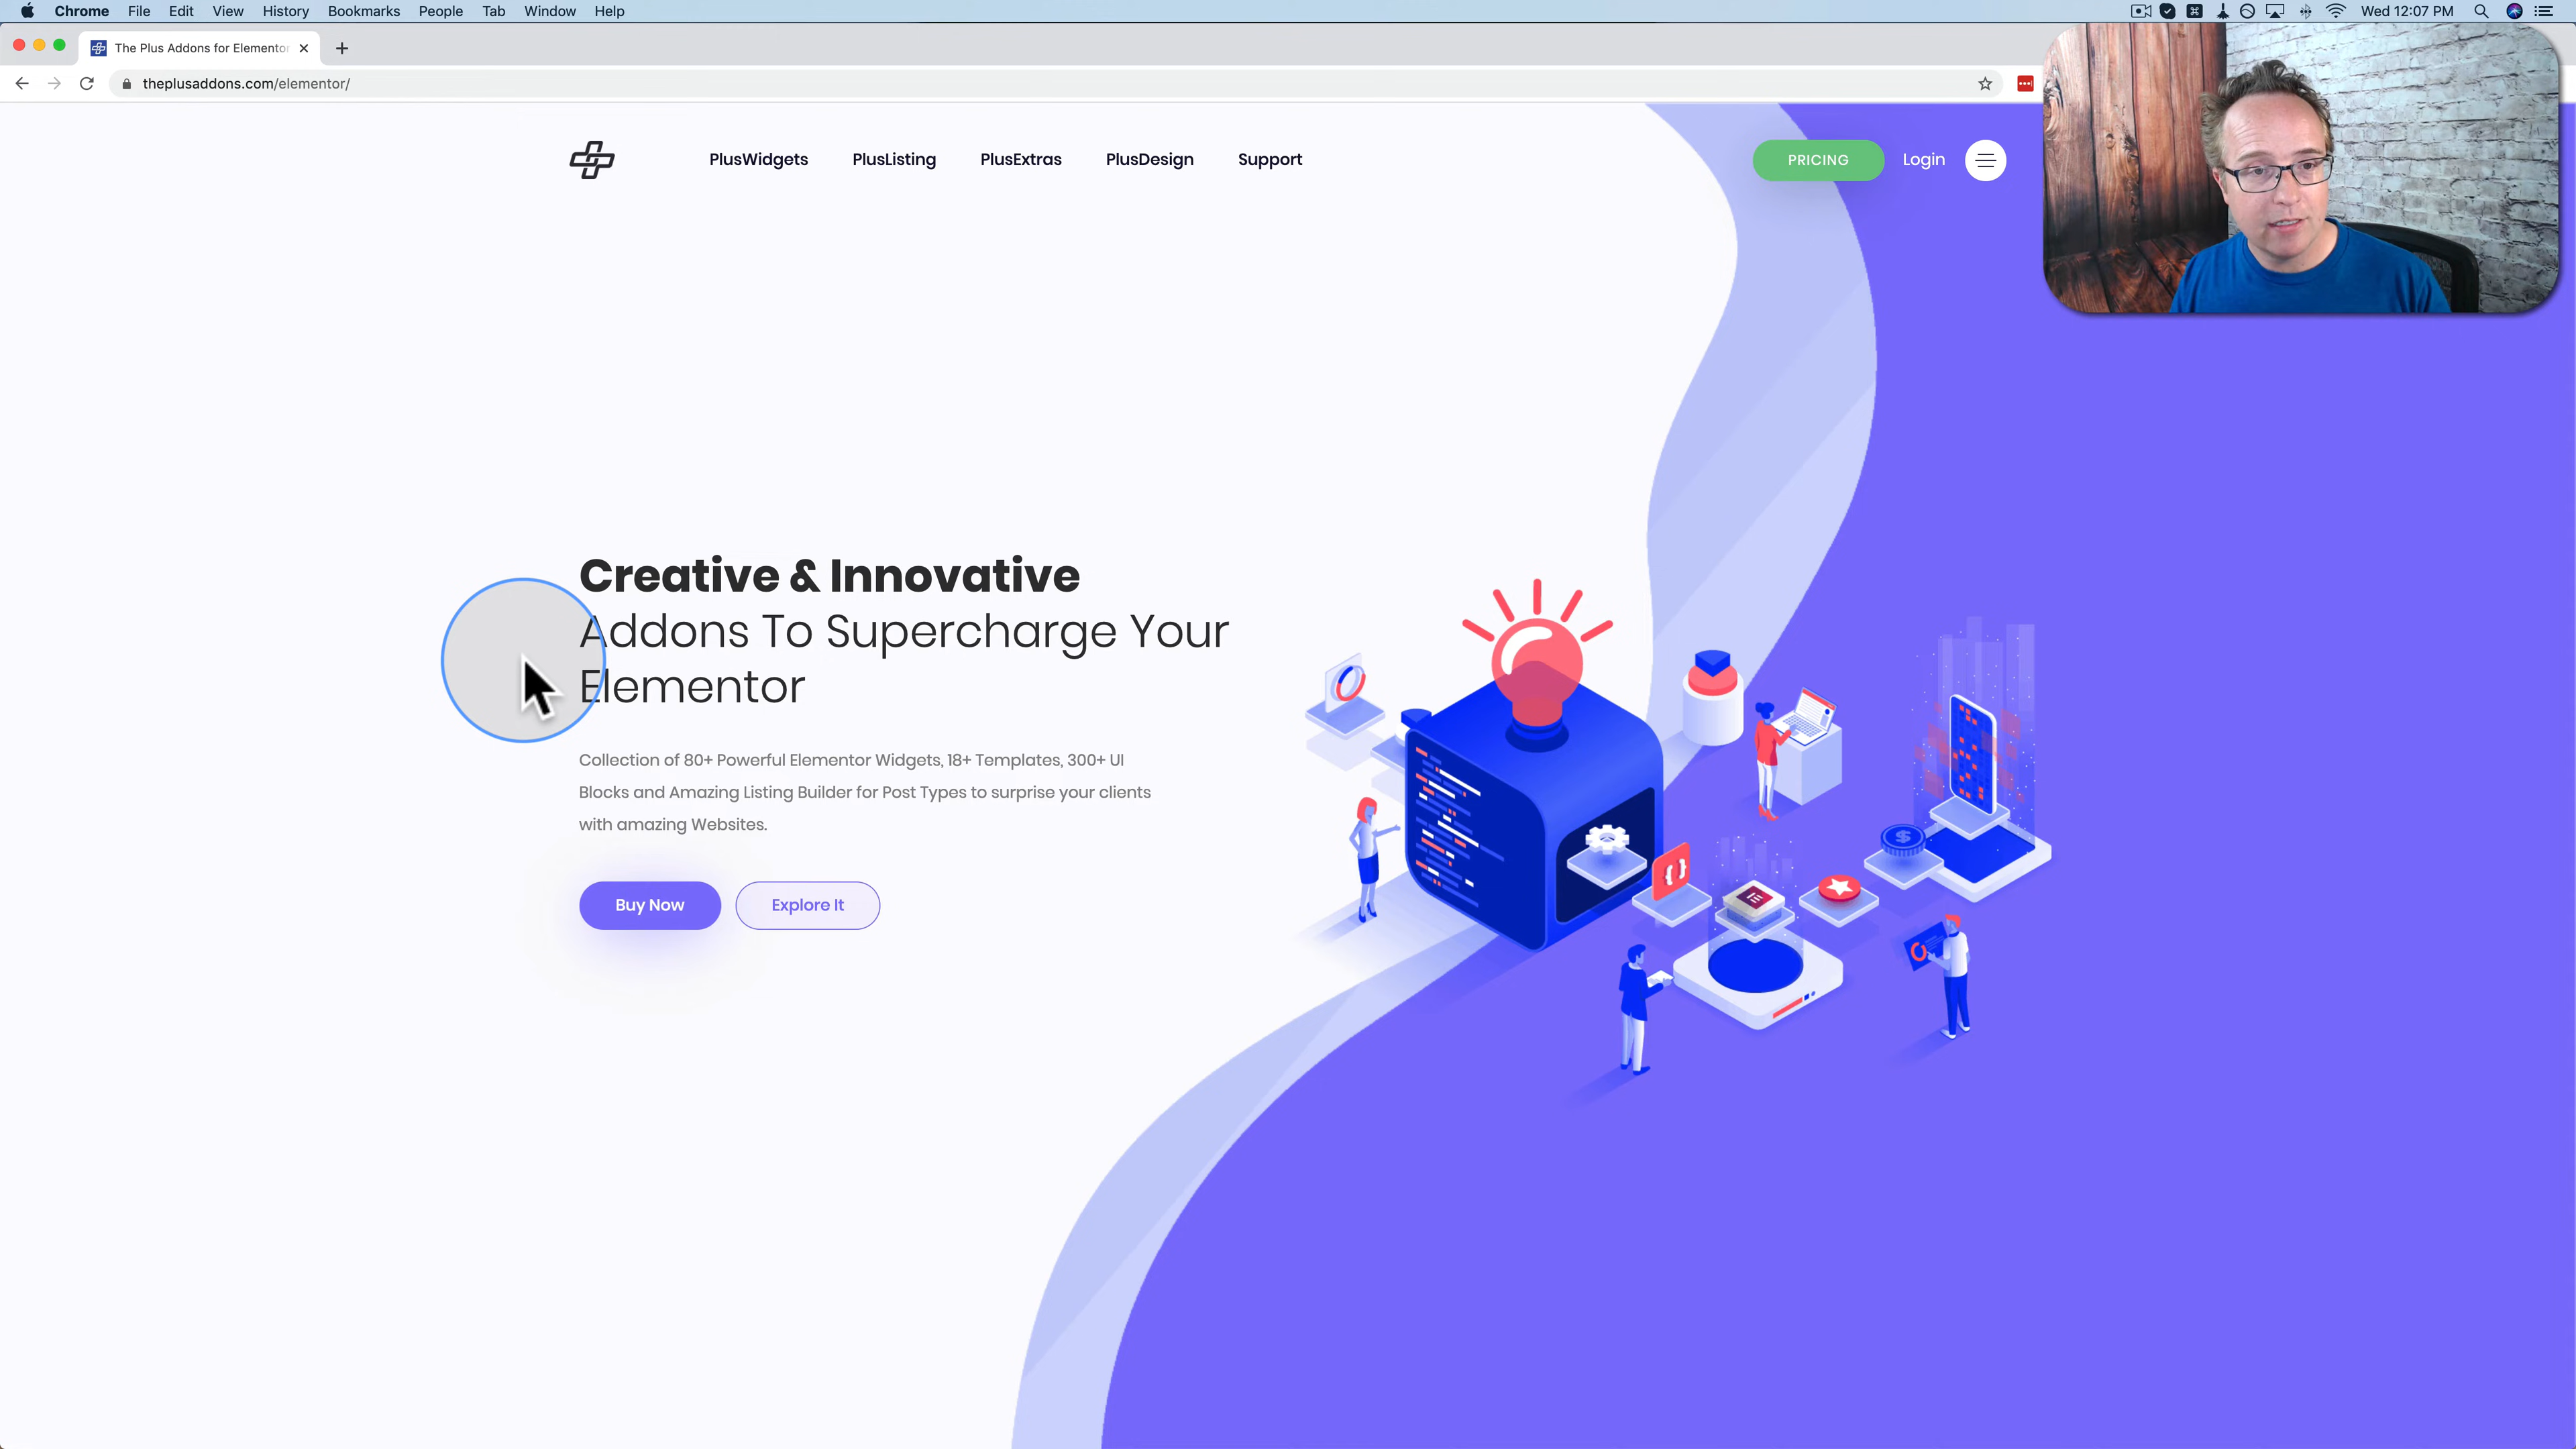 Chrome File Edit View History Bookmarks People Tab Window Help Wed 12:07 PM
The Plus Addons for Elementor
theplusaddons.com/elementor/
PlusWidgets PlusListing PlusExtras PlusDesign Support PRICING Login
Creative & Innovative
Addons To Supercharge Your
Elementor
Collection of 80+ Powerful Elementor Widgets, 18+ Templates, 300+ UI
Blocks and Amazing Listing Builder for Post Types to surprise your clients
with amazing Websites.
Buy Now Explore It